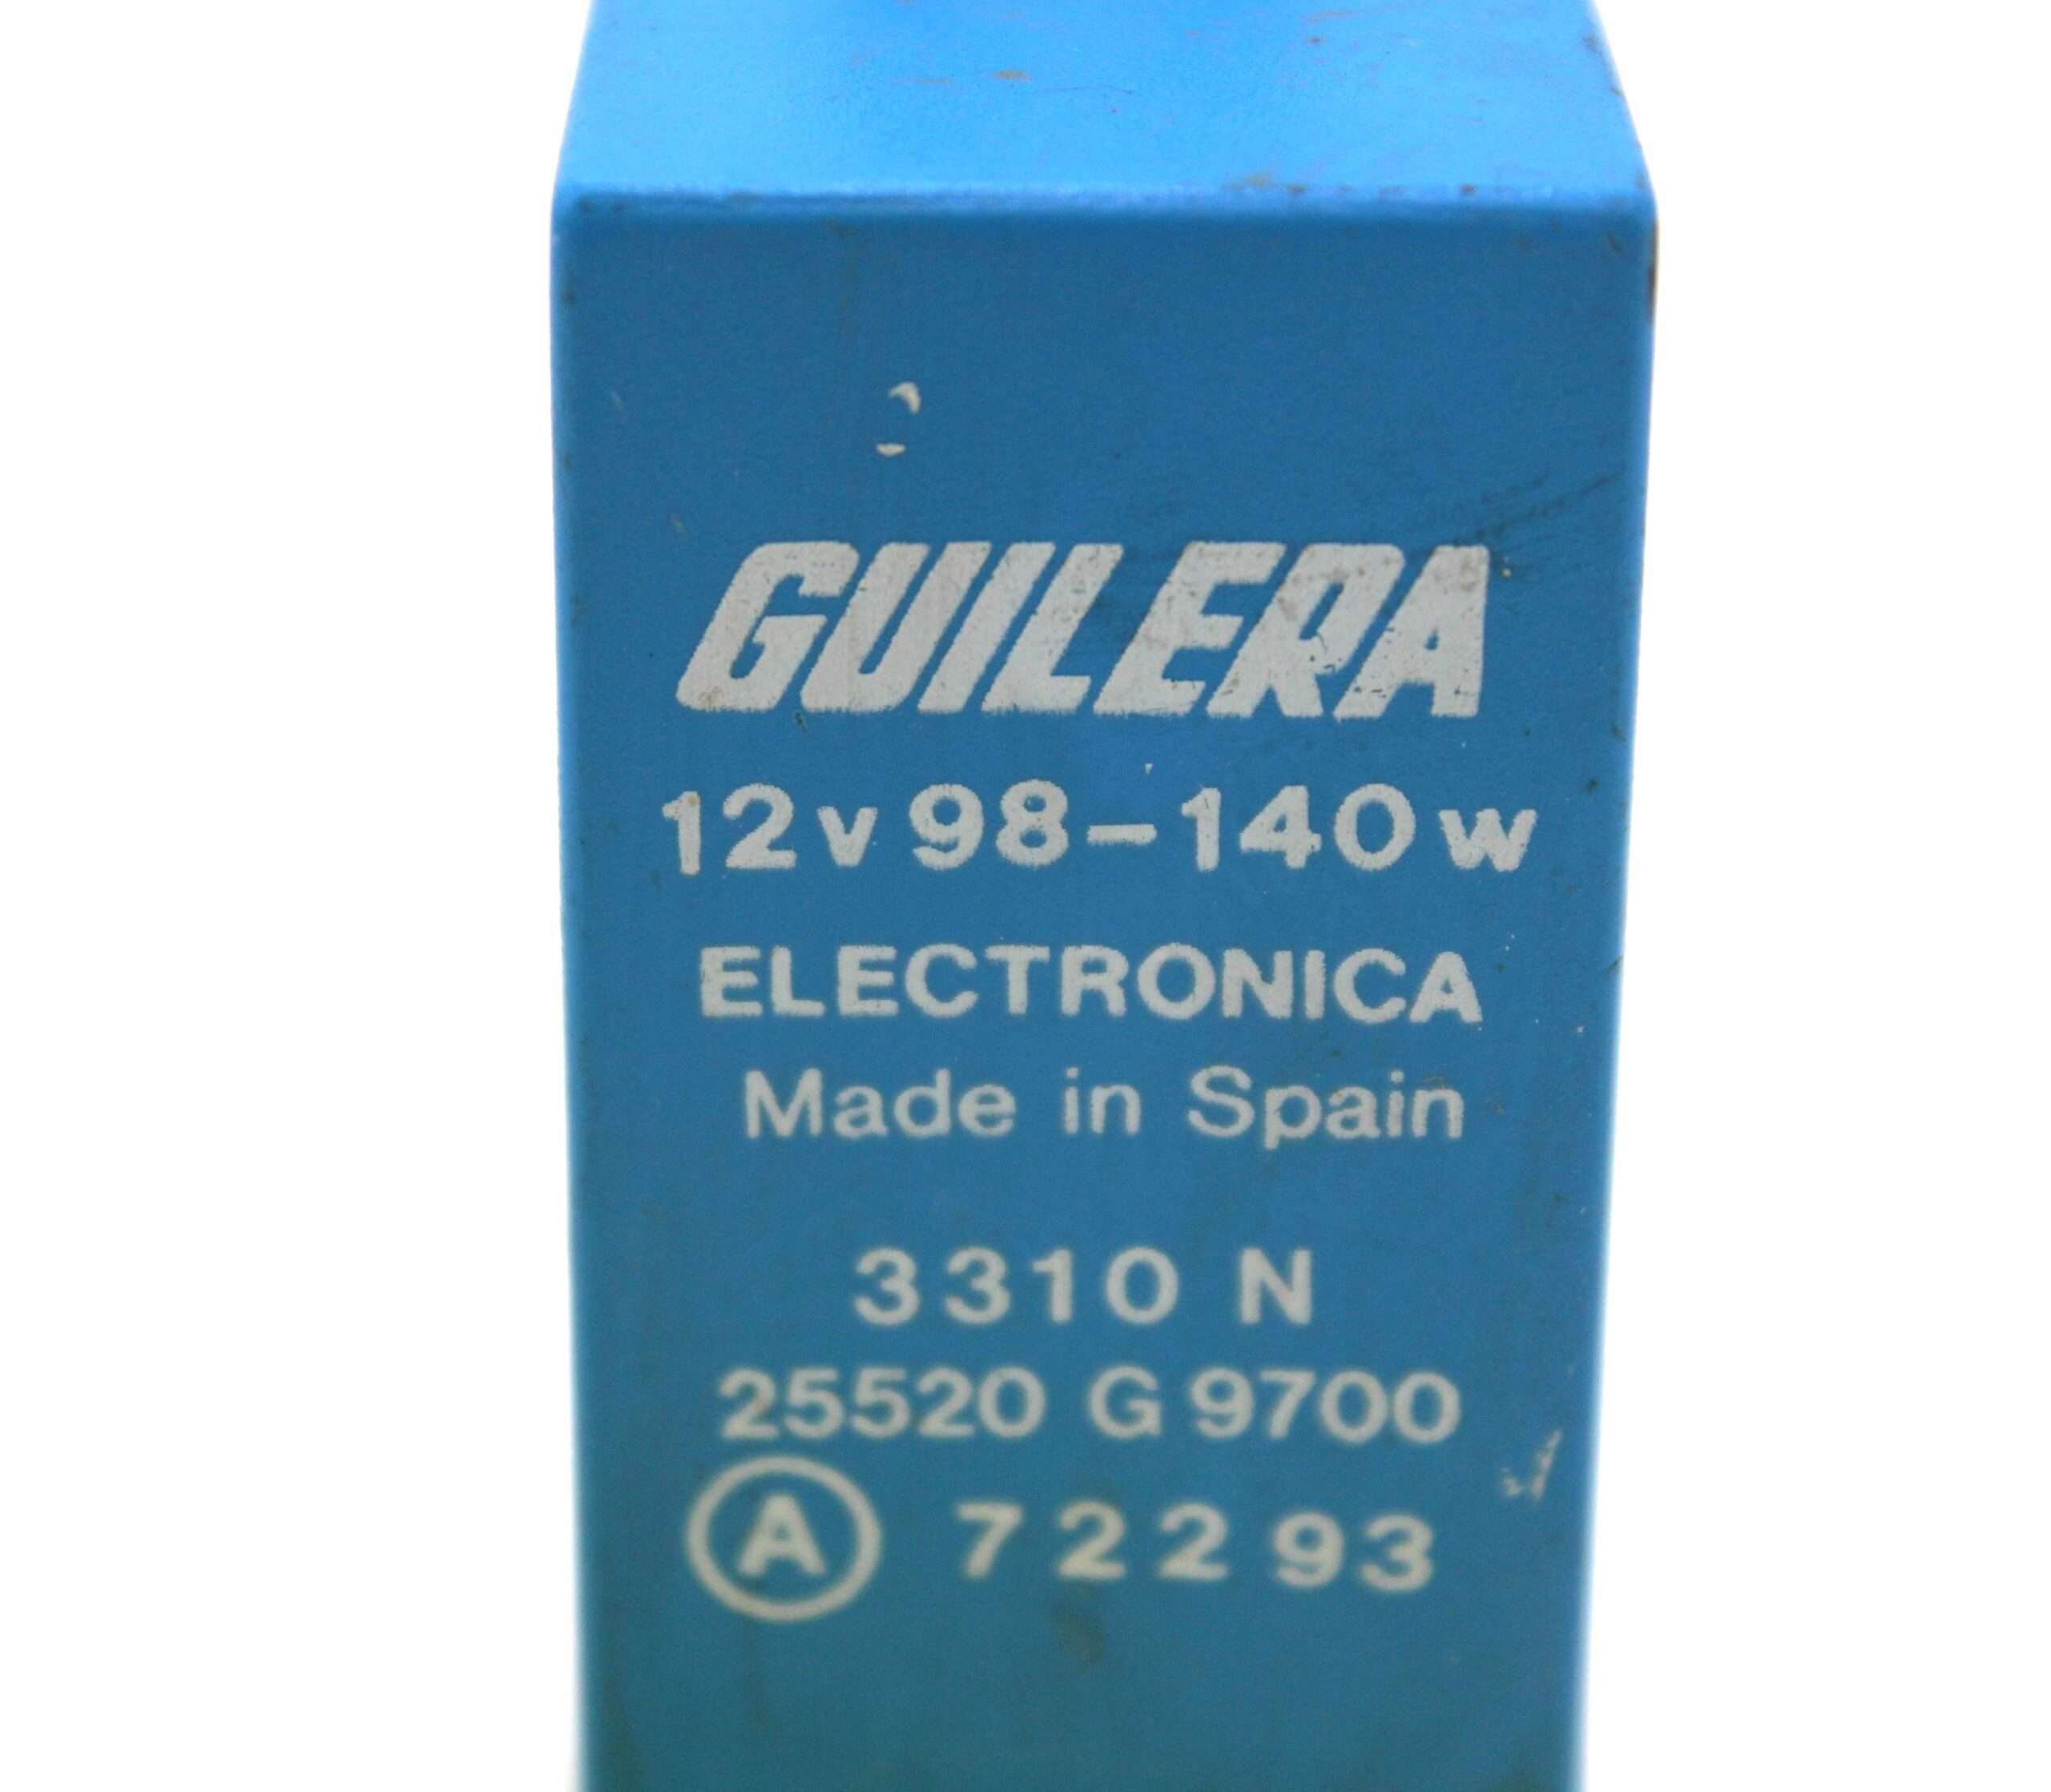 GUILERA
12v 98-140w
ELECTRONICA
Made in Spain
3310 N
25520 G 9700
A 72293